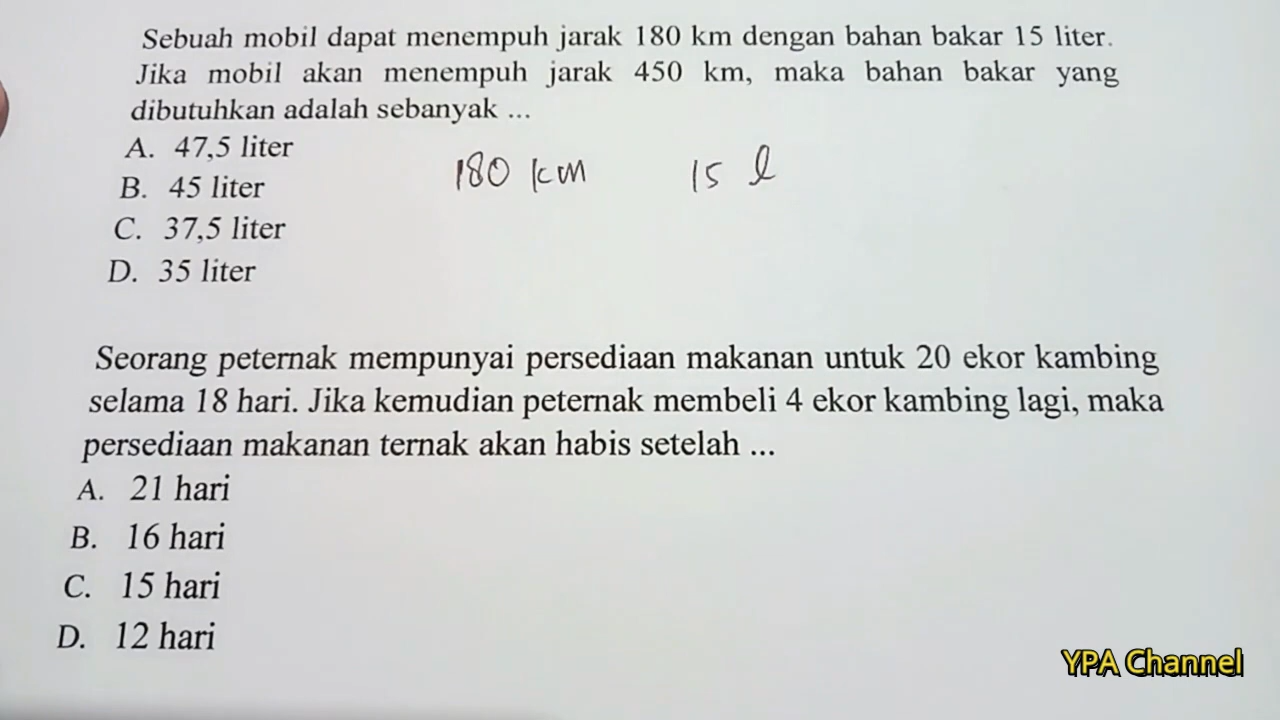 Sebuah mobil dapat menempuh jarak 180 km dengan bahan bakar 15 liter.
Jika mobil akan menempuh jarak 450 km, maka bahan bakar yang
dibutuhkan adalah sebanyak ...
A. 47,5 liter
B. 45 liter
C. 37,5 liter
D. 35 liter
180 km 15 l
Seorang peternak mempunyai persediaan makanan untuk 20 ekor kambing
selama 18 hari. Jika kemudian peternak membeli 4 ekor kambing lagi, maka
persediaan makanan ternak akan habis setelah ...
A. 21 hari
B. 16 hari
C. 15 hari
D. 12 hari
YPA Channel